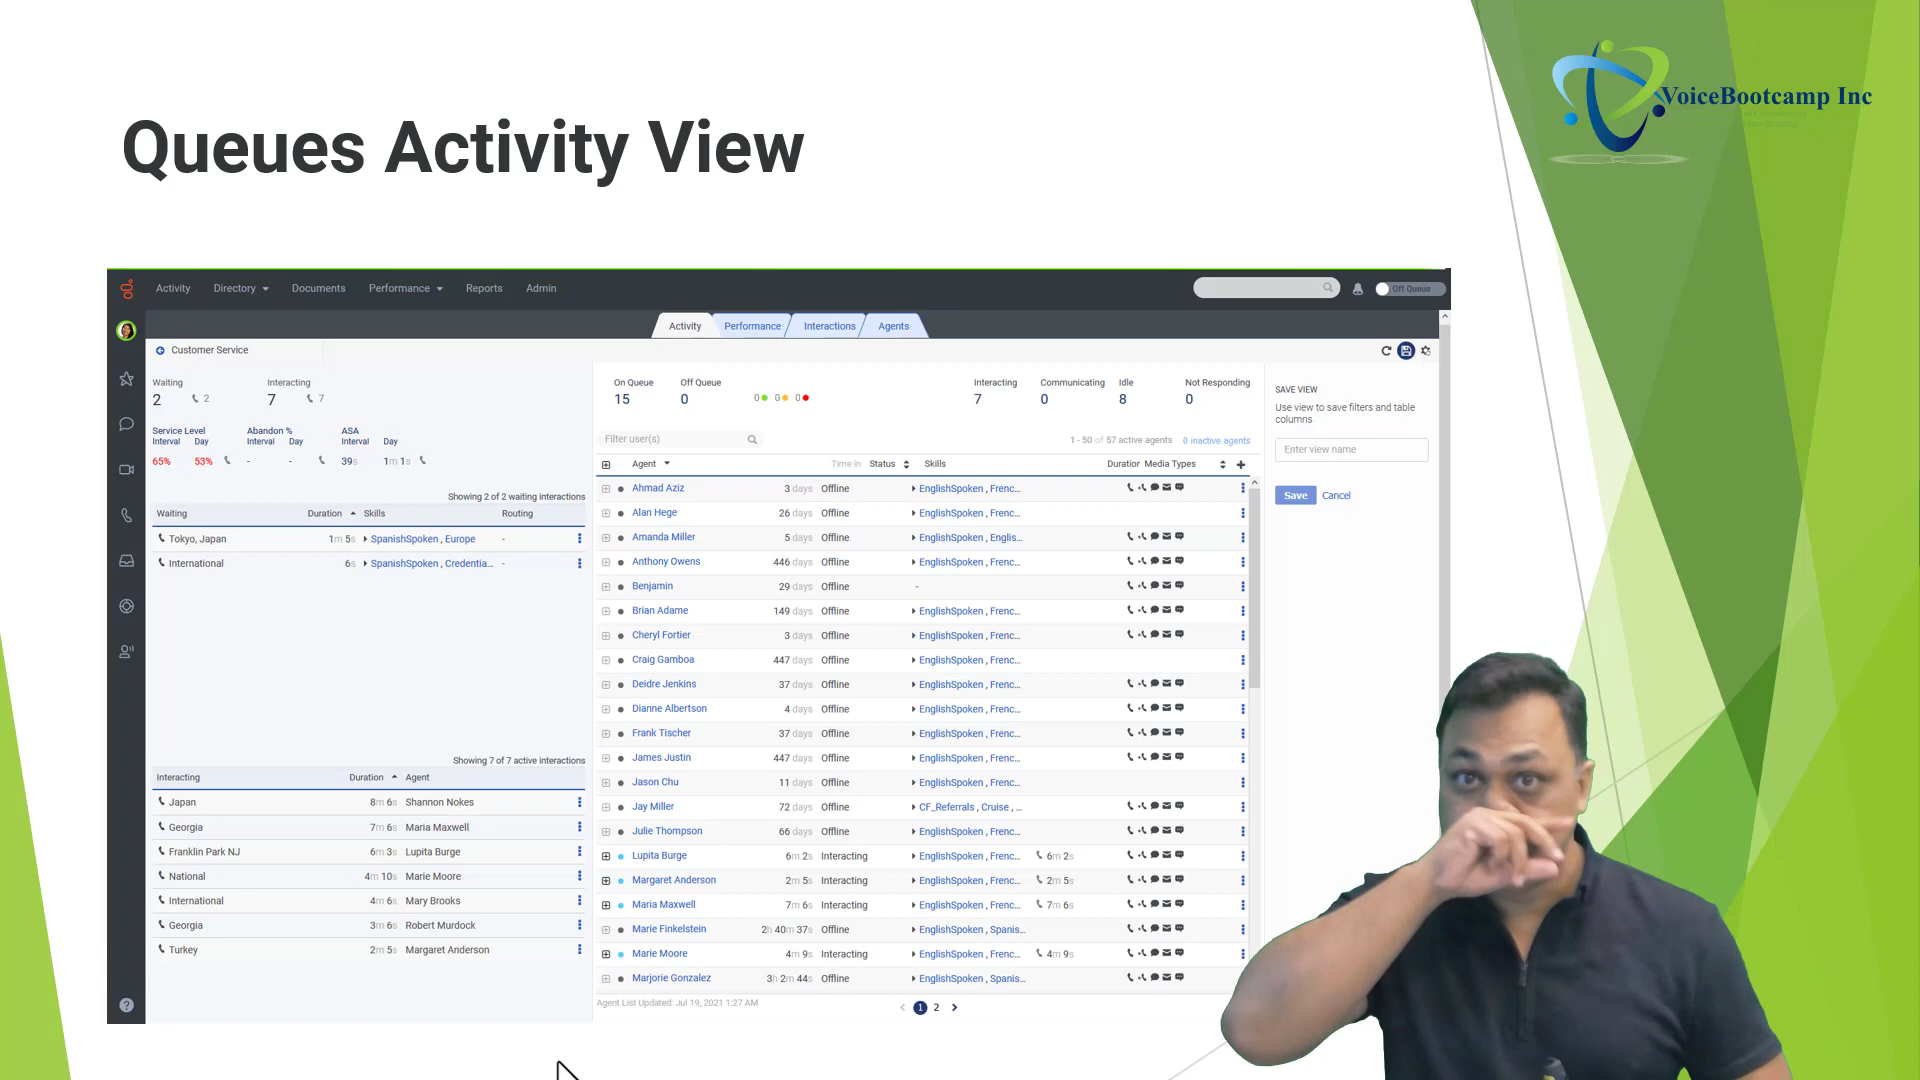 VoiceBootcamp Inc
Queues Activity View
Activity Directory Documents Performance Reports Admin
Off Queue
Activity Performance Interactions Agents
Customer Service
Waiting Interacting
2 2 7 7
Service Level Abandon % ASA
Interval Day Interval Day Interval Day
65% 53% - - 39s 1m 1s
Showing 2 of 2 waiting interactions
Waiting Duration Skills Routing
Tokyo, Japan 1m 5s SpanishSpoken , Europe -
International 6s SpanishSpoken , Credentia... -
Showing 7 of 7 active interactions
Interacting Duration Agent
Japan 8m 6s Shannon Nokes
Georgia 7m 6s Maria Maxwell
Franklin Park NJ 6m 3s Lupita Burge
National 4m 10s Marie Moore
International 4m 6s Mary Brooks
Georgia 3m 6s Robert Murdock
Turkey 2m 5s Margaret Anderson
On Queue Off Queue Interacting Communicating Idle Not Responding
15 0 0 0 0 7 0 8 0
Filter user(s) 1 - 50 of 57 active agents 0 inactive agents
Agent Time in Status Skills Duration Media Types
Ahmad Aziz 3 days Offline EnglishSpoken , Frenc...
Alan Hege 26 days Offline EnglishSpoken , Frenc...
Amanda Miller 5 days Offline EnglishSpoken , Englis...
Anthony Owens 446 days Offline EnglishSpoken , Frenc...
Benjamin 29 days Offline -
Brian Adame 149 days Offline EnglishSpoken , Frenc...
Cheryl Fortier 3 days Offline EnglishSpoken , Frenc...
Craig Gamboa 447 days Offline EnglishSpoken , Frenc...
Deidre Jenkins 37 days Offline EnglishSpoken , Frenc...
Dianne Albertson 4 days Offline EnglishSpoken , Frenc...
Frank Tischer 37 days Offline EnglishSpoken , Frenc...
James Justin 447 days Offline EnglishSpoken , Frenc...
Jason Chu 11 days Offline EnglishSpoken , Frenc...
Jay Miller 72 days Offline CF_Referrals , Cruise , ...
Julie Thompson 66 days Offline EnglishSpoken , Frenc...
Lupita Burge 6m 2s Interacting EnglishSpoken , Frenc... 6m 2s
Margaret Anderson 2m 5s Interacting EnglishSpoken , Frenc... 2m 5s
Maria Maxwell 7m 6s Interacting EnglishSpoken , Frenc... 7m 6s
Marie Finkelstein 2h 40m 37s Offline EnglishSpoken , Spanis...
Marie Moore 4m 9s Interacting EnglishSpoken , Frenc... 4m 9s
Marjorie Gonzalez 3h 2m 44s Offline EnglishSpoken , Spanis...
Agent List Updated: Jul 19, 2021 1:27 AM
1 2
SAVE VIEW
Use view to save filters and table
columns
Enter view name
Save Cancel